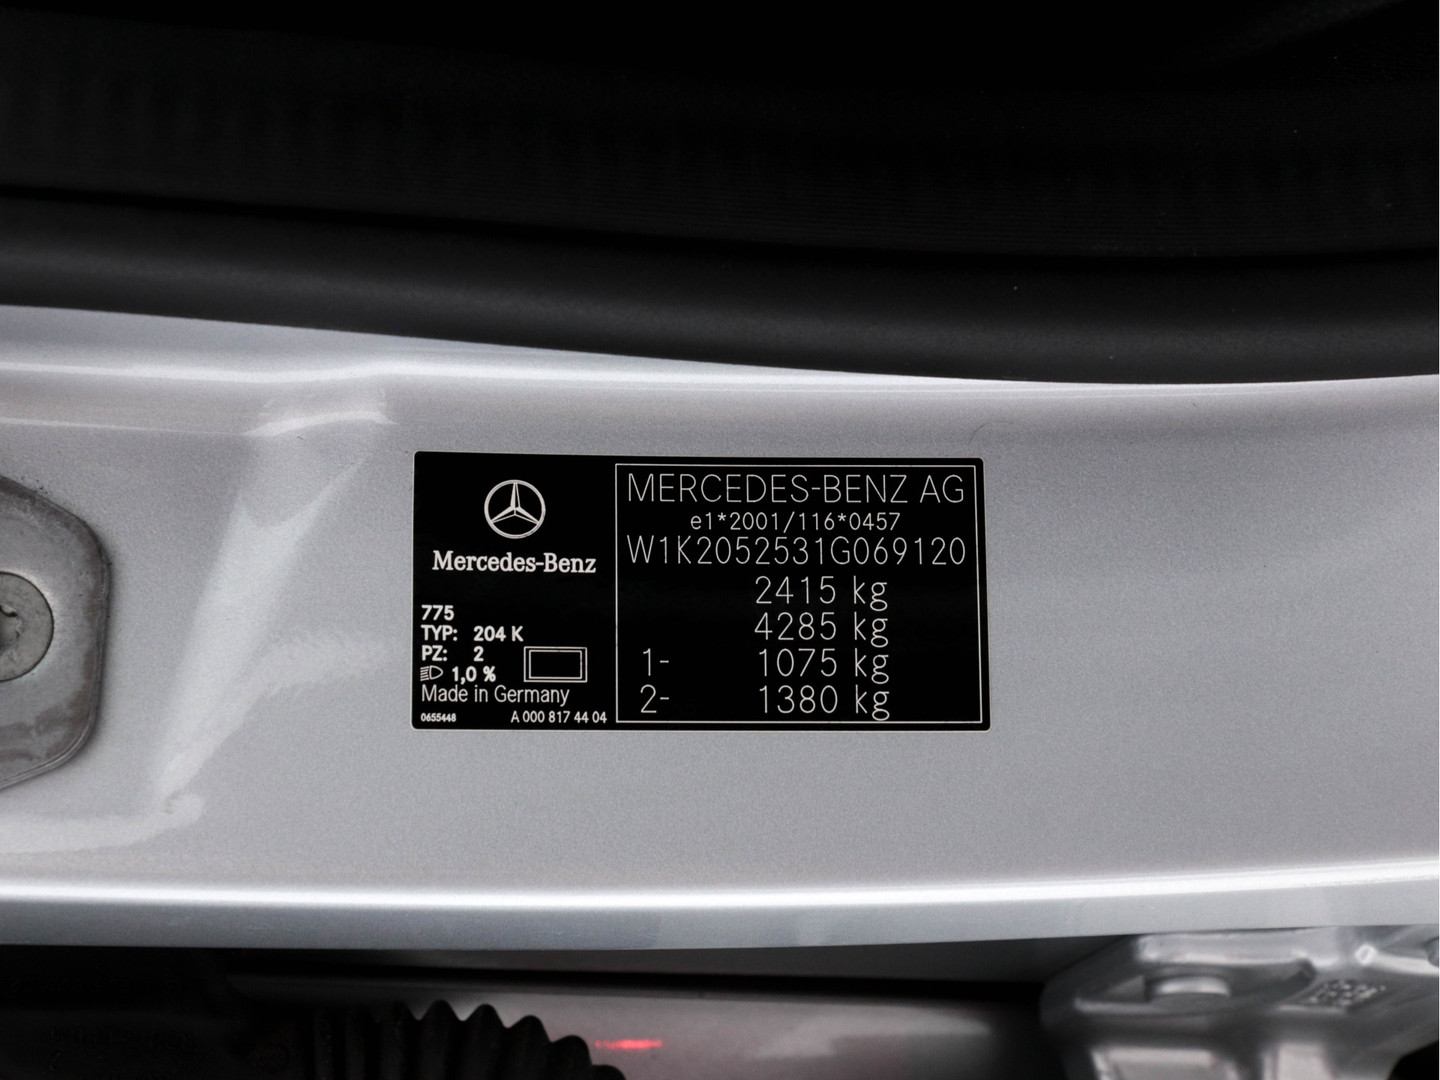 Mercedes-Benz
775
TYP: 204 K
PZ: 2
1,0 %
Made in Germany
0655448 A 000 817 44 04
MERCEDES-BENZ AG
e1*2001/116*0457
W1K2052531G069120
2415 kg
4285 kg
1- 1075 kg
2- 1380 kg